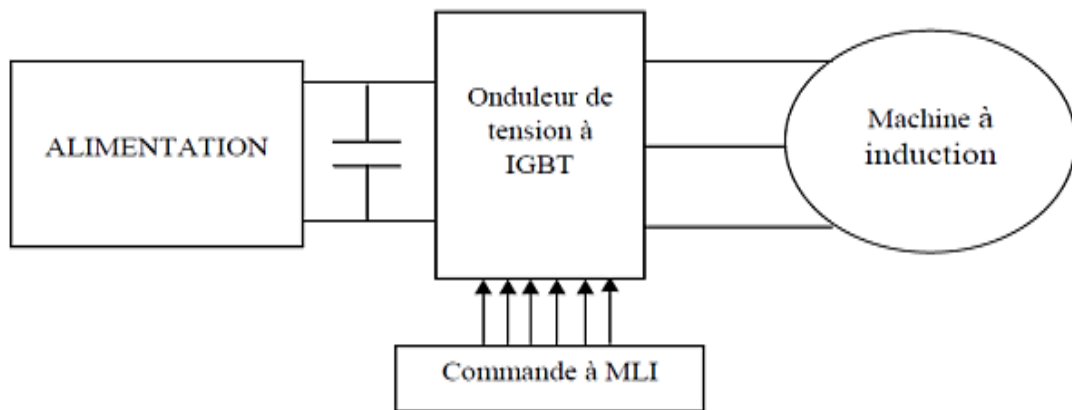 ALIMENTATION
Onduleur de
tension à
IGBT
Machine à
induction
Commande à MLI